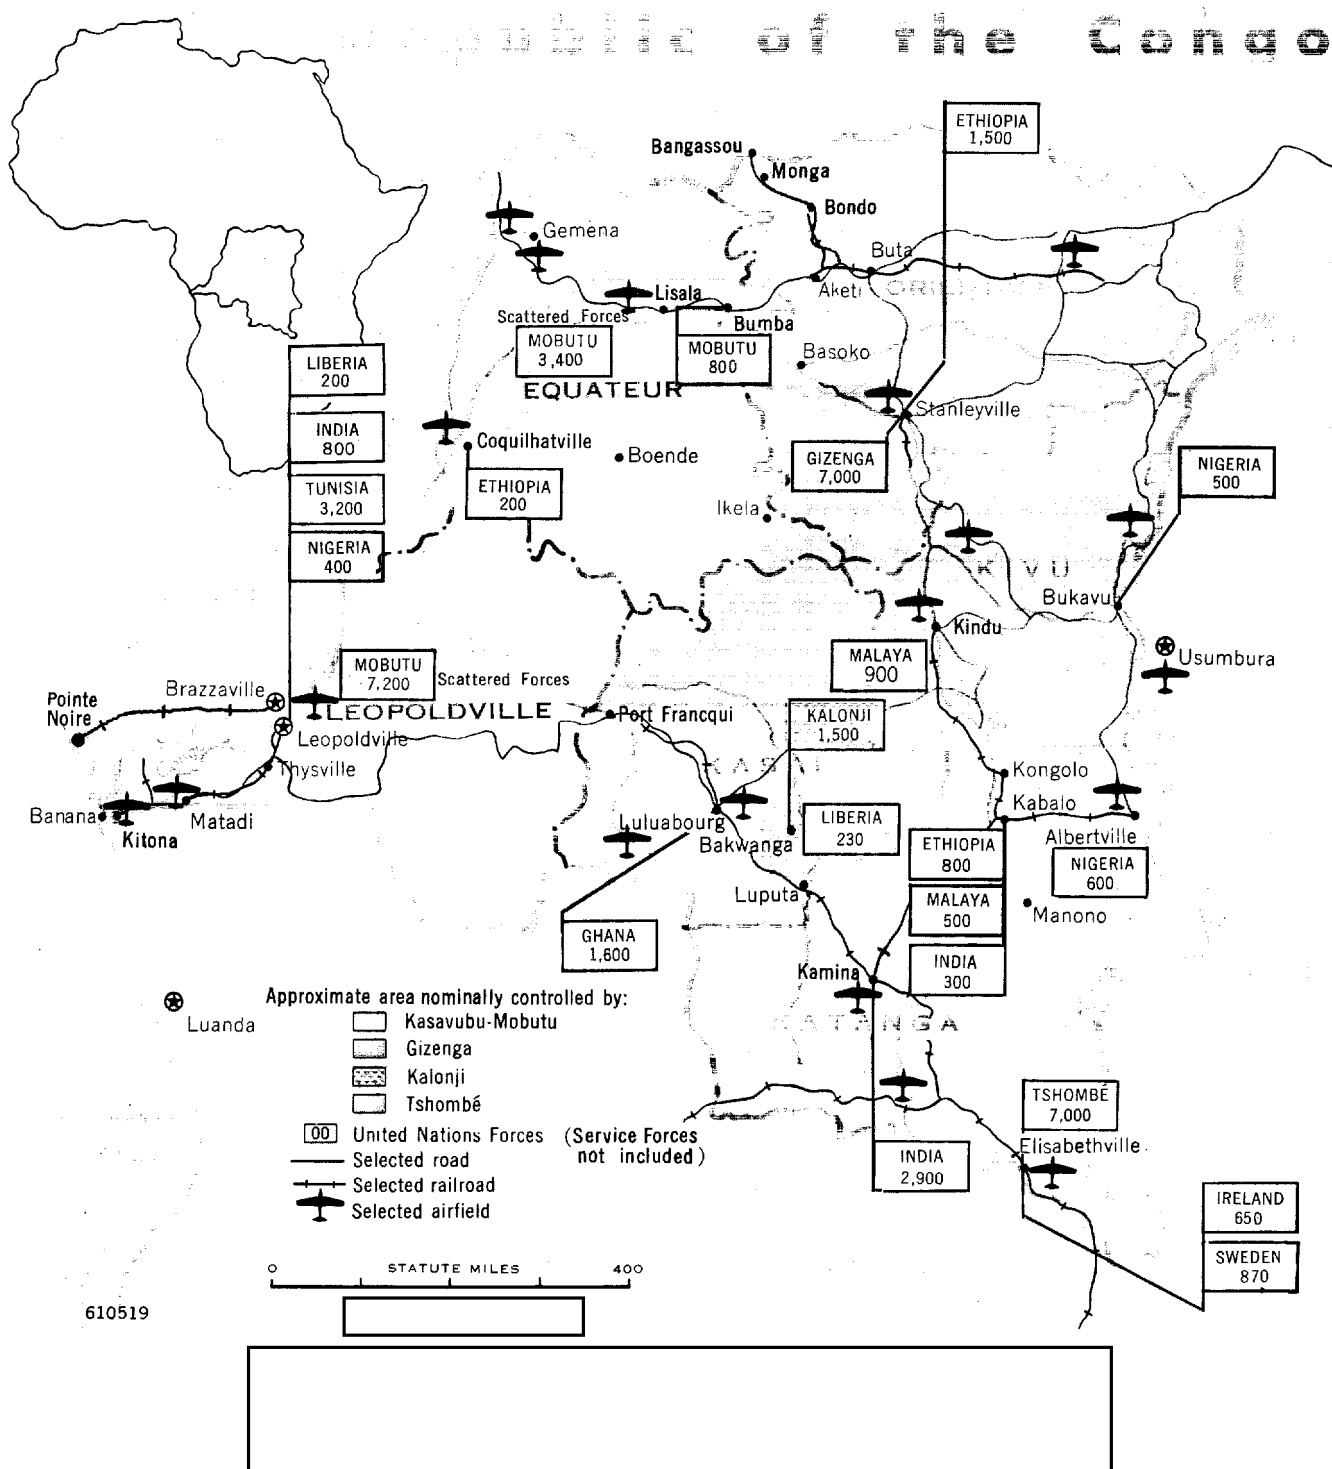 public of the Congo
ETHIOPIA
1,500
Bangassou
Monga
Bondo
Gemena
Buta
Aketi
ORIENTALE
Lisala
Scattered Forces
Bumba
MOBUTU
3,400
MOBUTU
800
Basoko
EQUATEUR
LIBERIA
200
INDIA
800
TUNISIA
3,200
NIGERIA
400
Stanleyville
Coquilhatville
Boende
GIZENGA
7,000
NIGERIA
500
ETHIOPIA
200
Ikela
KIVU
Bukavu
Kindu
Usumbura
MALAYA
900
MOBUTU
7,200
Scattered Forces
Brazzaville
Pointe
Noire
LEOPOLDVILLE
Port Francqui
KALONJI
1,500
Leopoldville
Thysville
KASAI
Kongolo
Kabalo
Banana
Kitona
Matadi
Luluabourg
Bakwanga
LIBERIA
230
Albertville
ETHIOPIA
800
NIGERIA
600
Luputa
MALAYA
500
Manono
GHANA
1,600
INDIA
300
Kamina
KATANGA
Luanda
Approximate area nominally controlled by:
Kasavubu-Mobutu
Gizenga
Kalonji
Tshombé
00 United Nations Forces (Service Forces
not included)
Selected road
Selected railroad
Selected airfield
TSHOMBÉ
7,000
Elisabethville
INDIA
2,900
IRELAND
650
SWEDEN
870
0 STATUTE MILES 400
610519